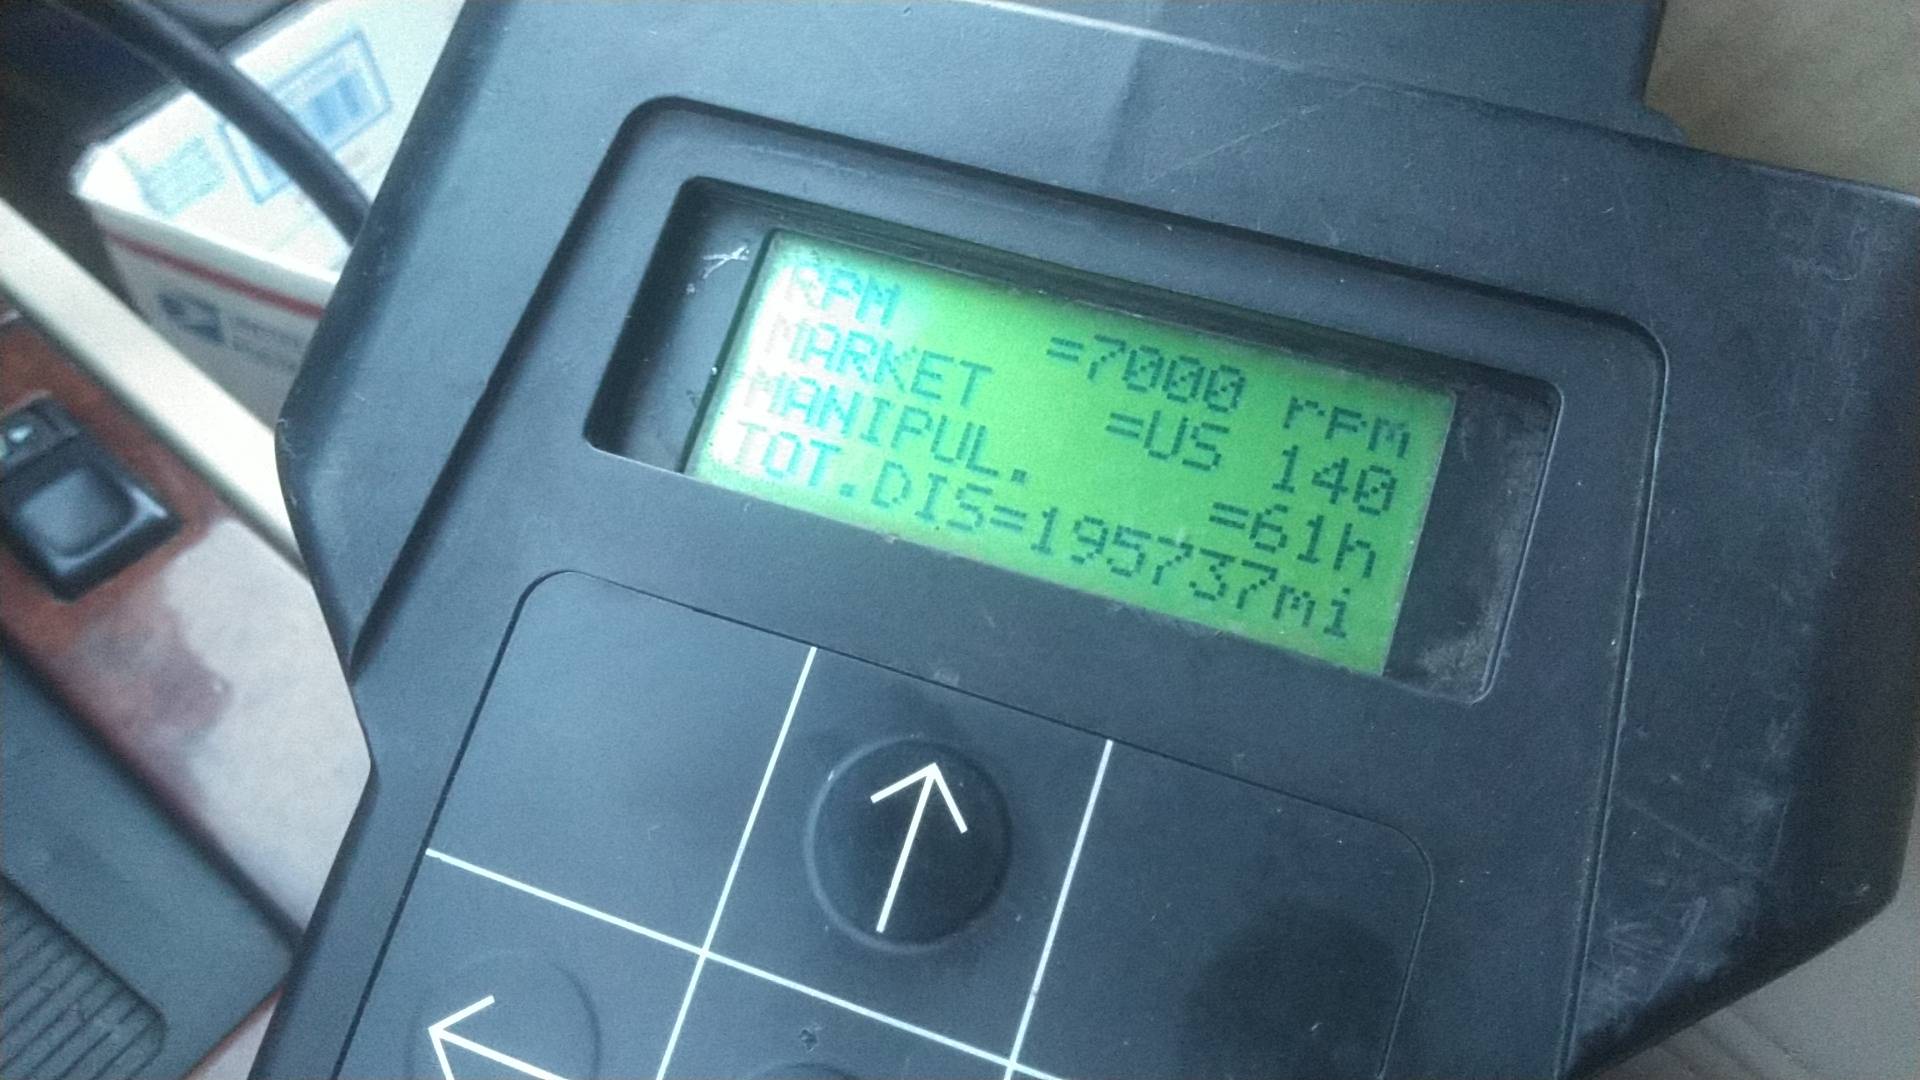 RPM =7000 rpm
MARKET =US 140
MANIPUL. =61h
TOT.DIS=195737mi